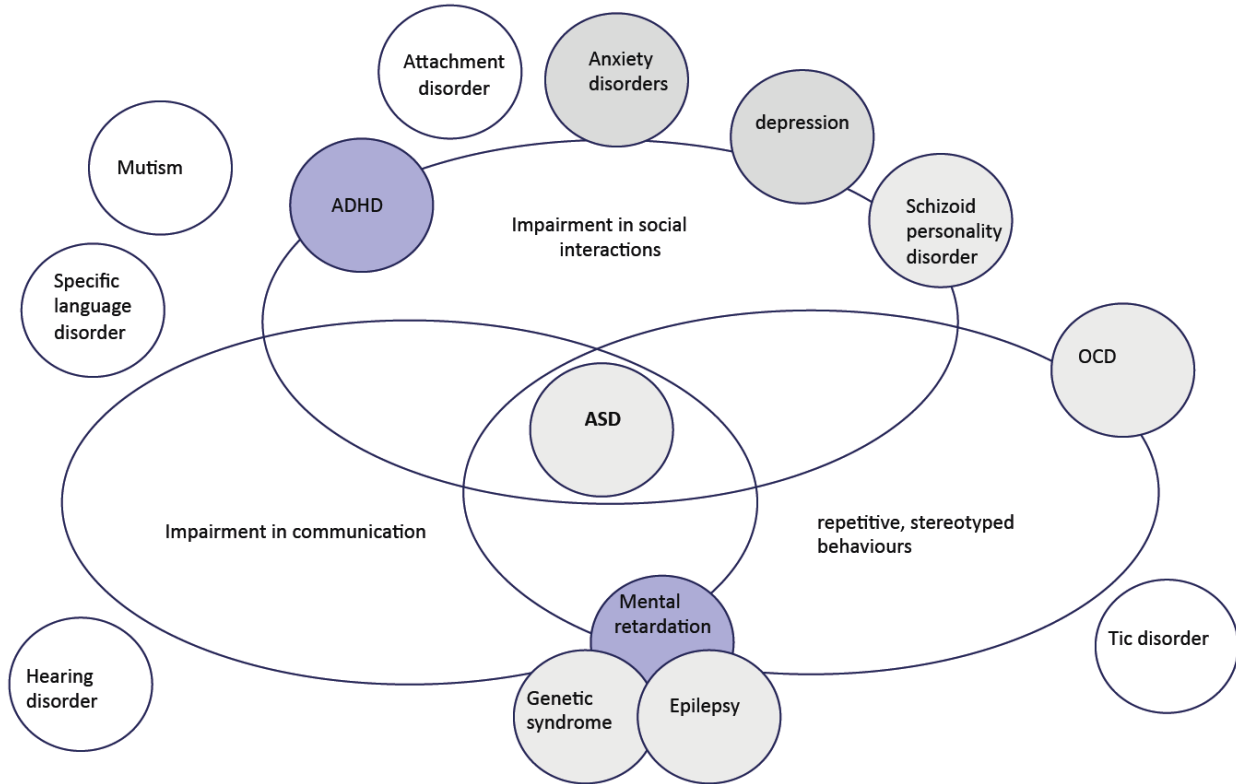 Attachment
disorder
Anxiety
disorders
depression
Mutism
ADHD
Schizoid
personality
disorder
Impairment in social
interactions
Specific
language
disorder
OCD
ASD
Impairment in communication
repetitive, stereotyped
behaviours
Mental
retardation
Tic disorder
Hearing
disorder
Genetic
syndrome
Epilepsy